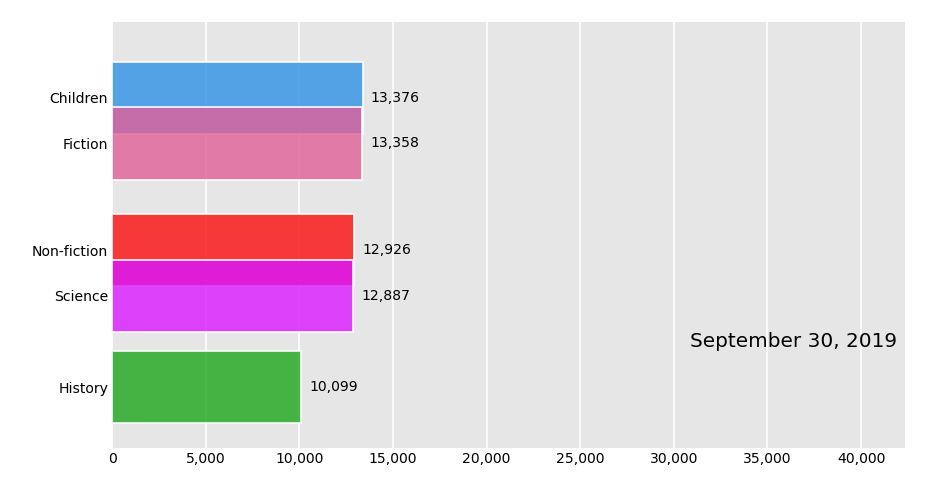 Children 13,376
Fiction 13,358
Non-fiction 12,926
Science 12,887
September 30, 2019
History 10,099
0 5,000 10,000 15,000 20,000 25,000 30,000 35,000 40,000